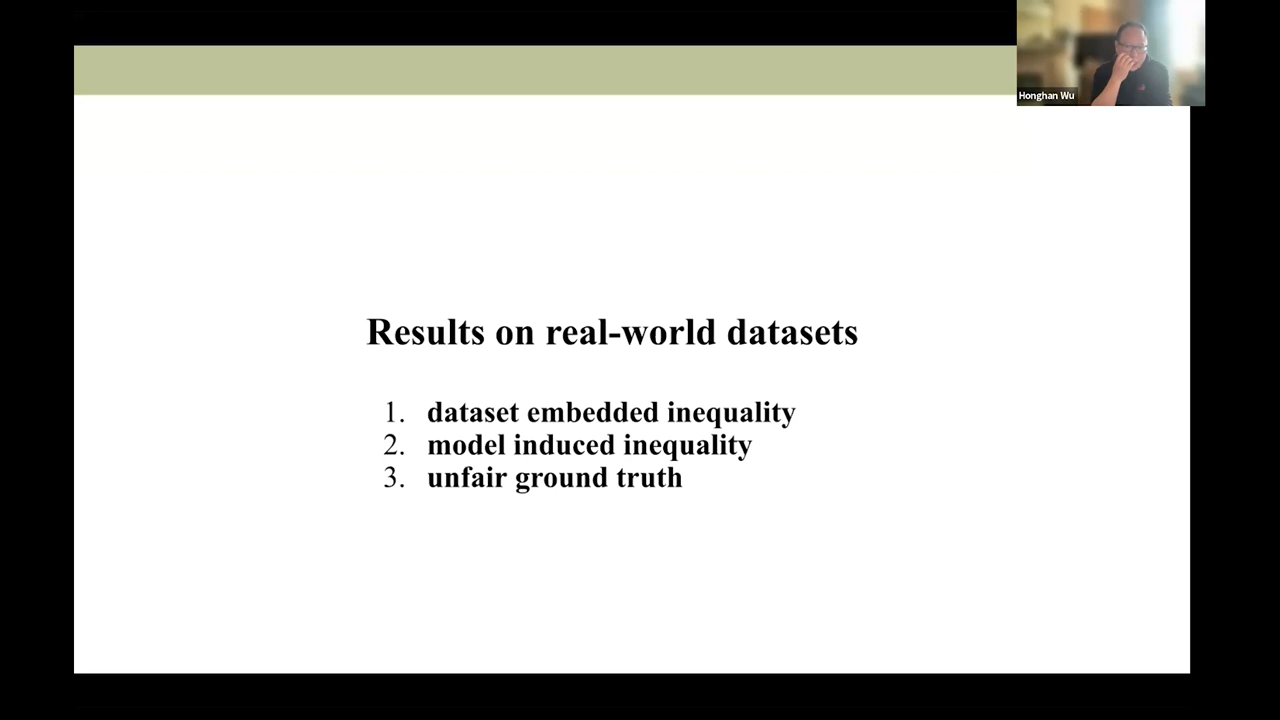 Honghan Wu
Results on real-world datasets
1. dataset embedded inequality
2. model induced inequality
3. unfair ground truth